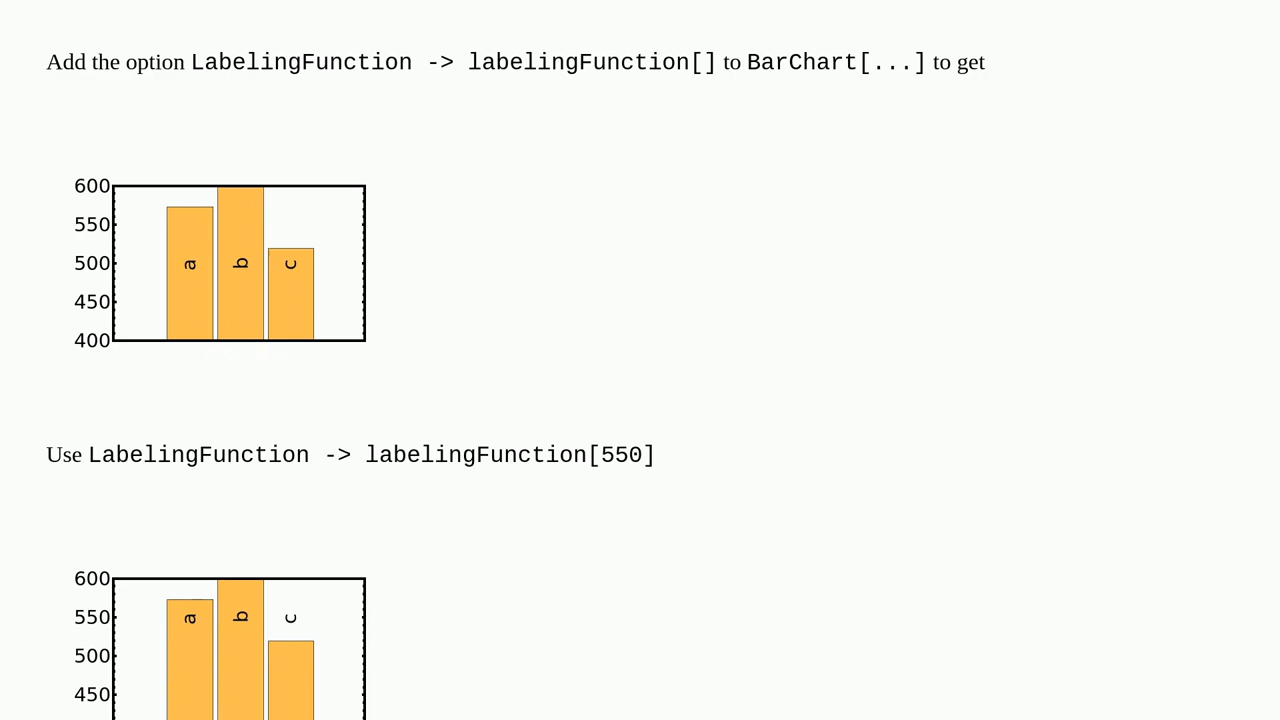 Add the option LabelingFunction -> labelingFunction[] to BarChart[...] to get
600
550
500
450
400
a b c
Use LabelingFunction -> labelingFunction[550]
600
550
500
450
a b c